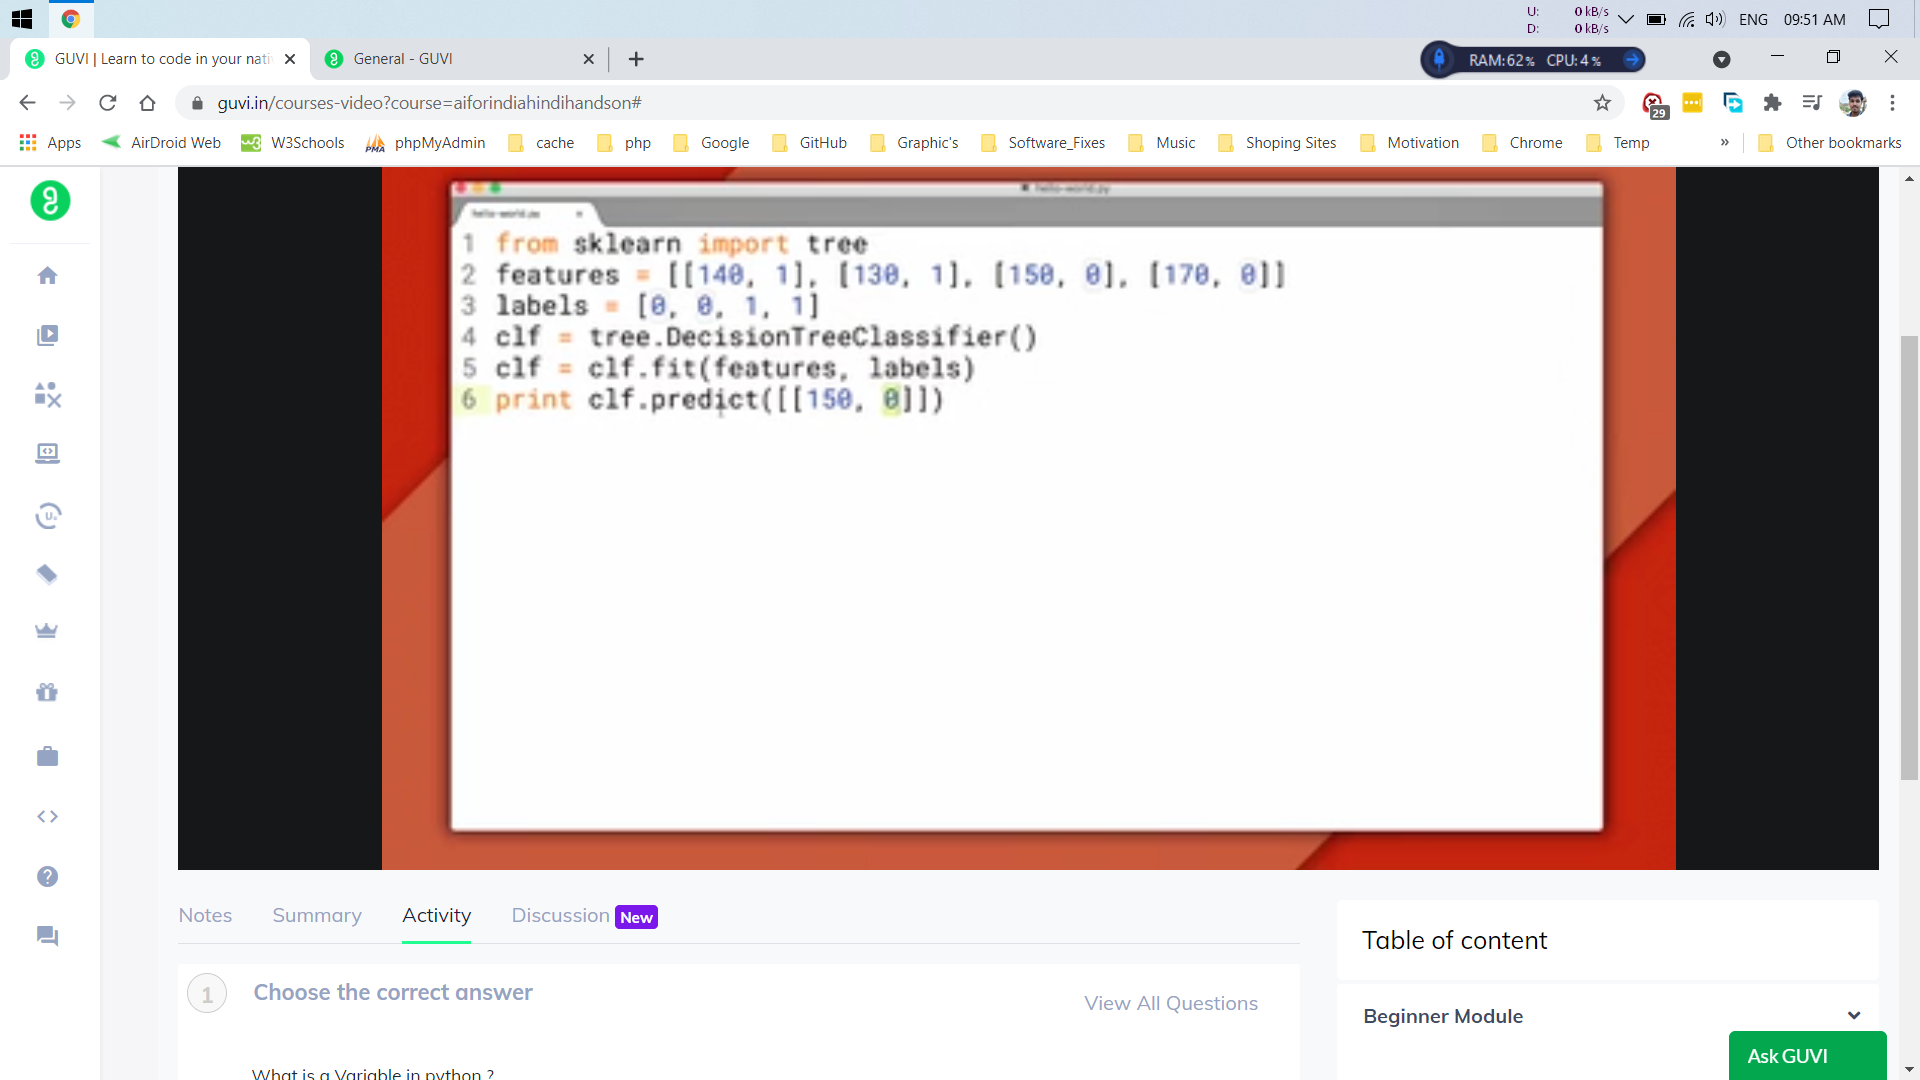 U: 0 kB/s
D: 0 kB/s
ENG 09:51 AM
GUVI | Learn to code in your nati
General - GUVI
RAM:62% CPU:4%
guvi.in/courses-video?course=aiforindiahindihandson#
29
Apps AirDroid Web W3Schools phpMyAdmin cache php Google GitHub Graphic's Software_Fixes Music Shoping Sites Motivation Chrome Temp » Other bookmarks
hello-world.py
hello-world.py
1 from sklearn import tree
2 features = [[140, 1], [130, 1], [150, 0], [170, 0]]
3 labels = [0, 0, 1, 1]
4 clf = tree.DecisionTreeClassifier()
5 clf = clf.fit(features, labels)
6 print clf.predict([[150, 0]])
Notes Summary Activity Discussion New
Table of content
1 Choose the correct answer
View All Questions
Beginner Module
Ask GUVI
What is a Variable in python ?